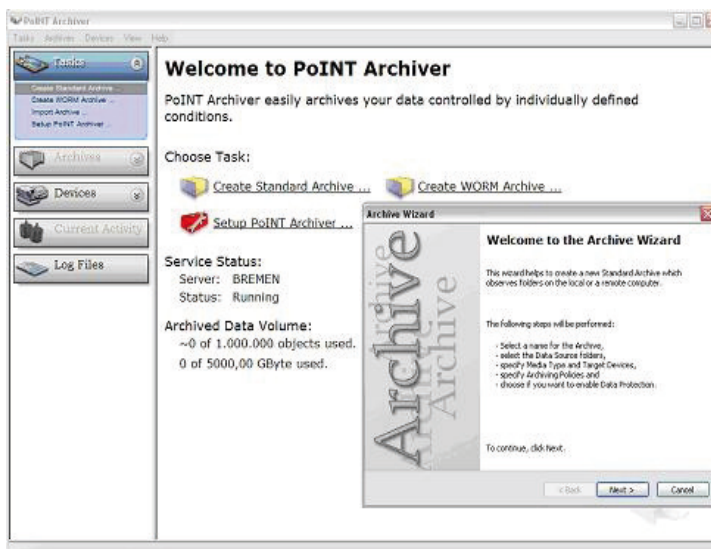 PoINT Archiver
Tasks Archives Devices View Help
Tasks
Create Standard Archive ...
Create WORM Archive ...
Import Archive ...
Setup PoINT Archiver ...
Archives
Devices
Current Activity
Log Files
Welcome to PoINT Archiver
PoINT Archiver easily archives your data controlled by individually defined
conditions.
Choose Task:
Create Standard Archive ... Create WORM Archive ...
Setup PoINT Archiver ...
Service Status:
Server: BREMEN
Status: Running
Archived Data Volume:
~0 of 1.000.000 objects used.
0 of 5000,00 GByte used.
Archive Wizard
Archive
Archive
Archive
Welcome to the Archive Wizard
This wizard helps to create a new Standard Archive which
observes folders on the local or a remote computer.
The following steps will be performed:
- Select a name for the Archive,
- select the Data Source folders,
- specify Media Type and Target Devices,
- specify Archiving Policies and
- choose if you want to enable Data Protection.
To continue, click Next.
< Back Next > Cancel